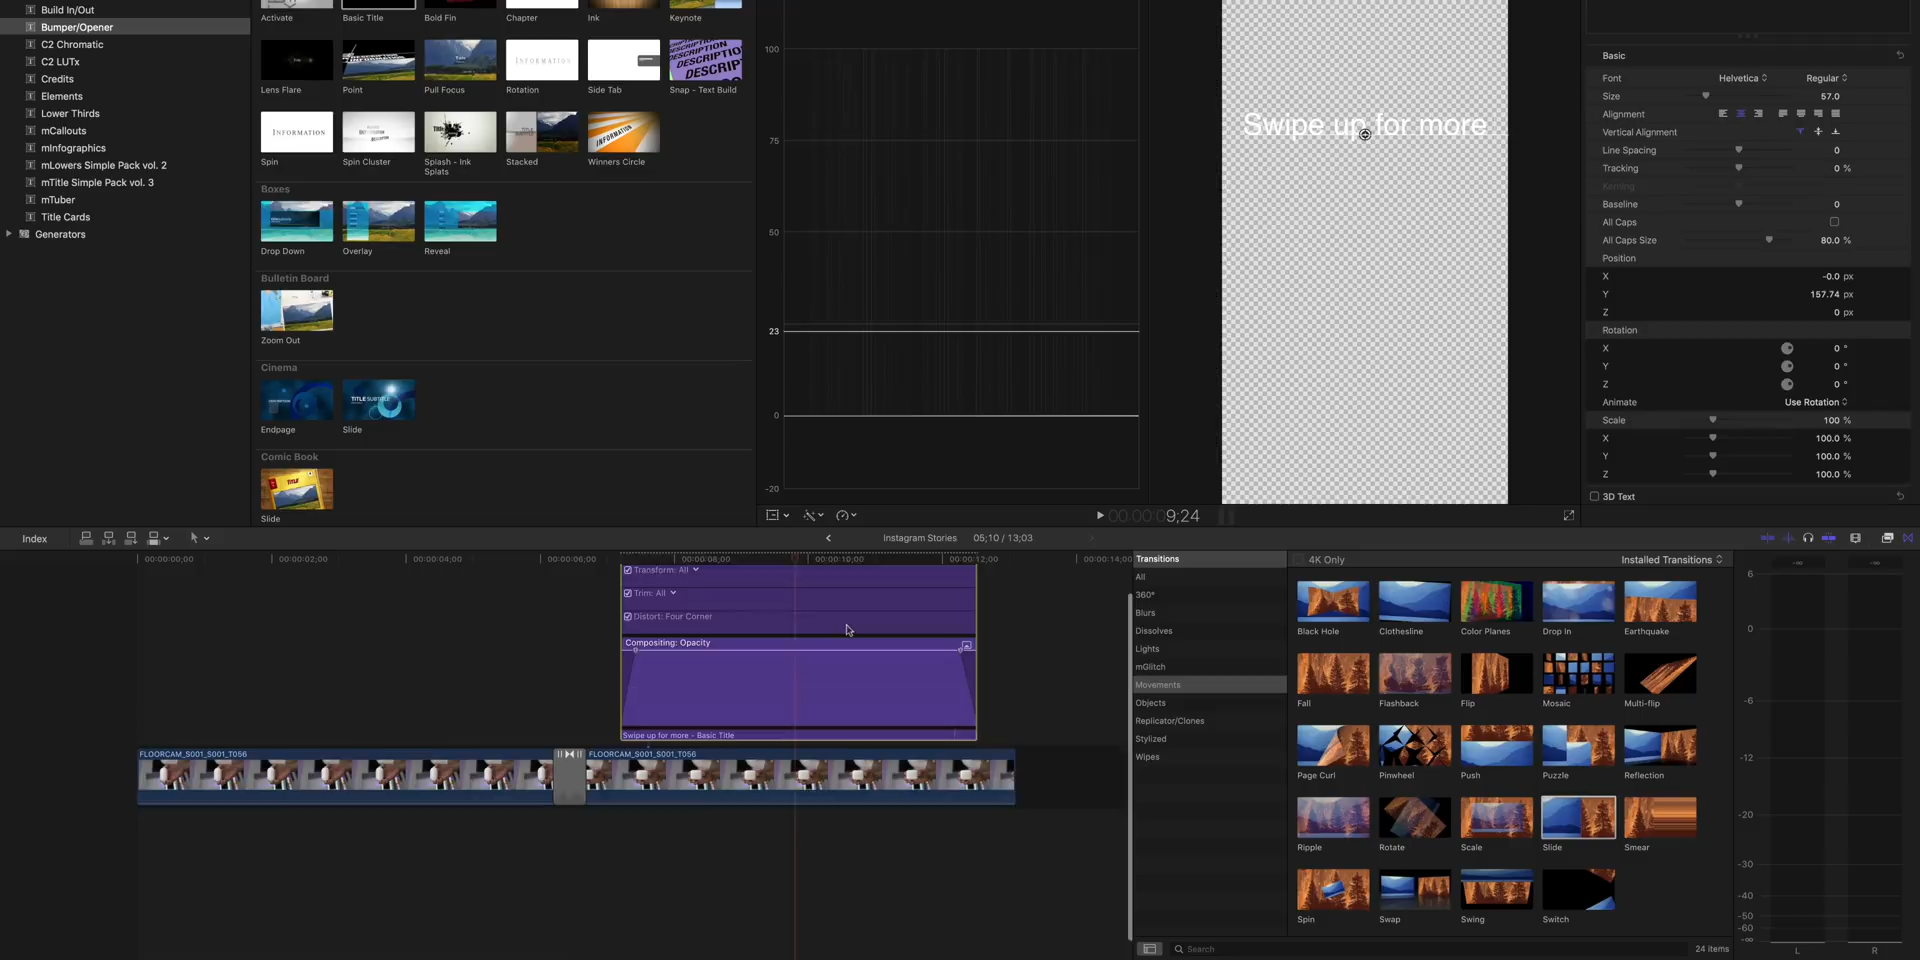 Build In/Out
Bumper/Opener
C2 Chromatic
C2 LUTx
Credits
Elements
Lower Thirds
mCallouts
mInfographics
mLowers Simple Pack vol. 2
mTitle Simple Pack vol. 3
mTuber
Title Cards
Generators
Activate
Basic Title
Bold Fin
Chapter
Ink
Keynote
DESCRIPTION
INFORMATION
Lens Flare
Point
Pull Focus
Rotation
Side Tab
Snap - Text Build
INFORMATION
Title
INFORMATION
Spin
Spin Cluster
Splash - Ink Splats
Stacked
Winners Circle
Boxes
Drop Down
Overlay
Reveal
Bulletin Board
Zoom Out
Cinema
TITLE SUBTITLE
Endpage
Slide
Comic Book
TITLE
Slide
100
75
50
23
0
-20
Swipe up for more
00:00:00 9;24
Basic
Font Helvetica Regular
Size 57.0
Alignment
Vertical Alignment
Line Spacing 0
Tracking 0 %
Kerning
Baseline 0
All Caps
All Caps Size 80.0 %
Position
X -0.0 px
Y 157.74 px
Z 0 px
Rotation
X 0 °
Y 0 °
Z 0 °
Animate Use Rotation
Scale 100 %
X 100.0 %
Y 100.0 %
Z 100.0 %
3D Text
Index
Instagram Stories 05;10 / 13;03
00:00:00;00 00:00:02;00 00:00:04;00 00:00:06;00 00:00:08;00 00:00:10;00 00:00:12;00 00:00:14;00
Transform: All
Trim: All
Distort: Four Corner
Compositing: Opacity
Swipe up for more - Basic Title
FLOORCAM_S001_S001_T056
FLOORCAM_S001_S001_T056
Transitions
All
360°
Blurs
Dissolves
Lights
mGlitch
Movements
Objects
Replicator/Clones
Stylized
Wipes
4K Only Installed Transitions
Black Hole
Clothesline
Color Planes
Drop In
Earthquake
Fall
Flashback
Flip
Mosaic
Multi-flip
Page Curl
Pinwheel
Push
Puzzle
Reflection
Ripple
Rotate
Scale
Slide
Smear
Spin
Swap
Swing
Switch
Search
24 items
-∞ -∞
6
0
-6
-12
-20
-30
-40
-50
-60
-∞
L R